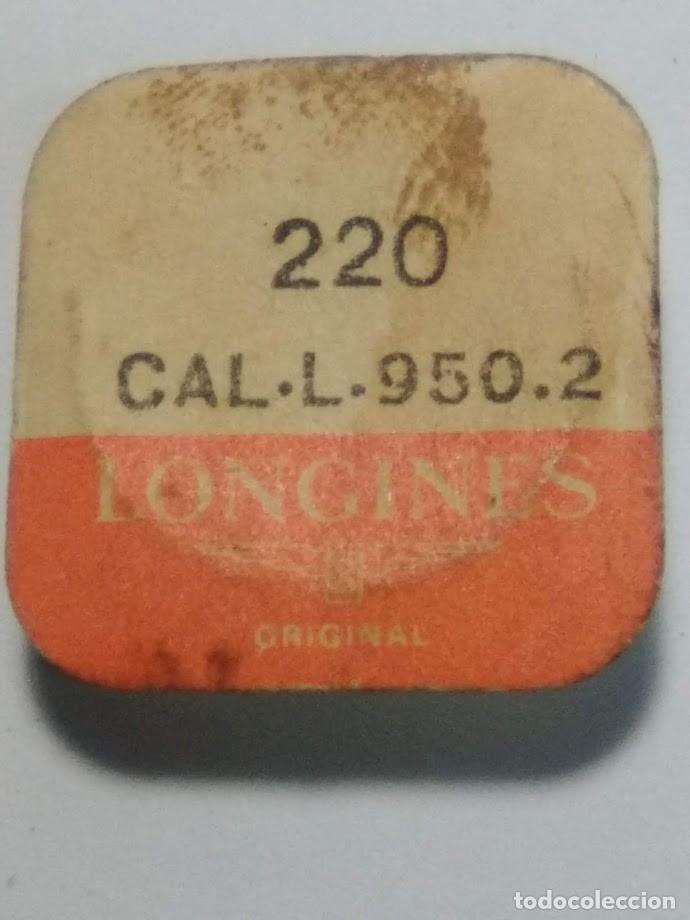 220
CAL.L.950.2
LONGINES
ORIGINAL
todocoleccion